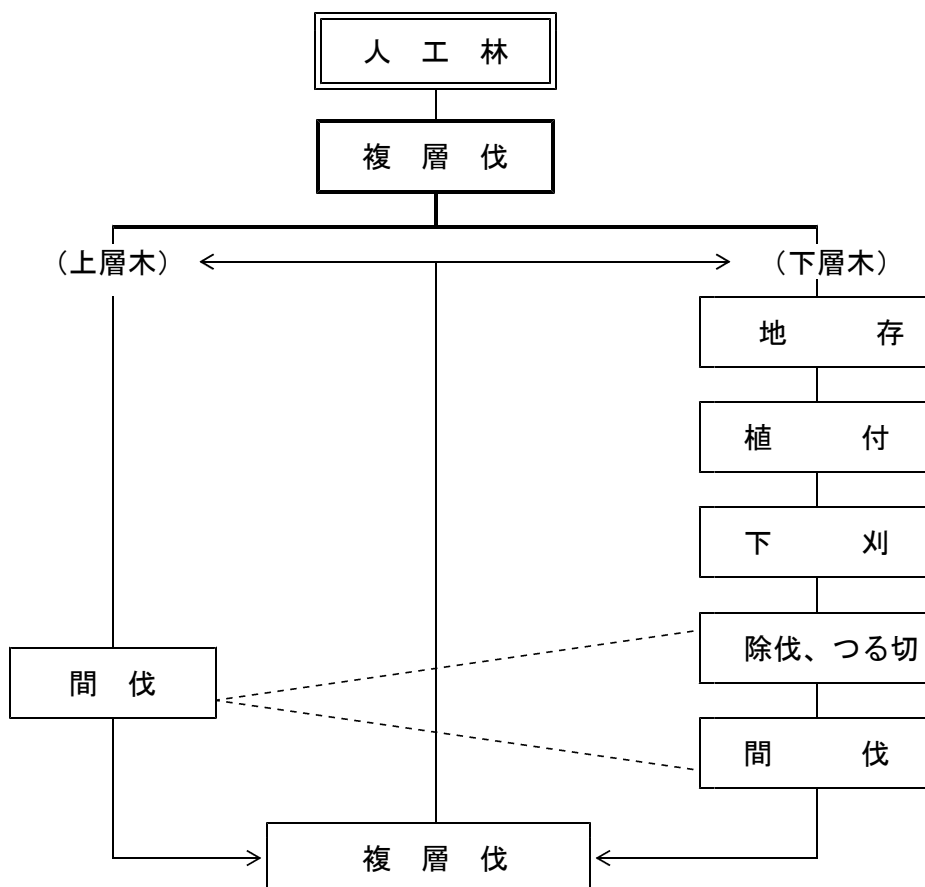 人 工 林
複 層 伐
（上層木）
（下層木）
地 存
植 付
下 刈
除伐、つる切
間 伐
間 伐
複 層 伐